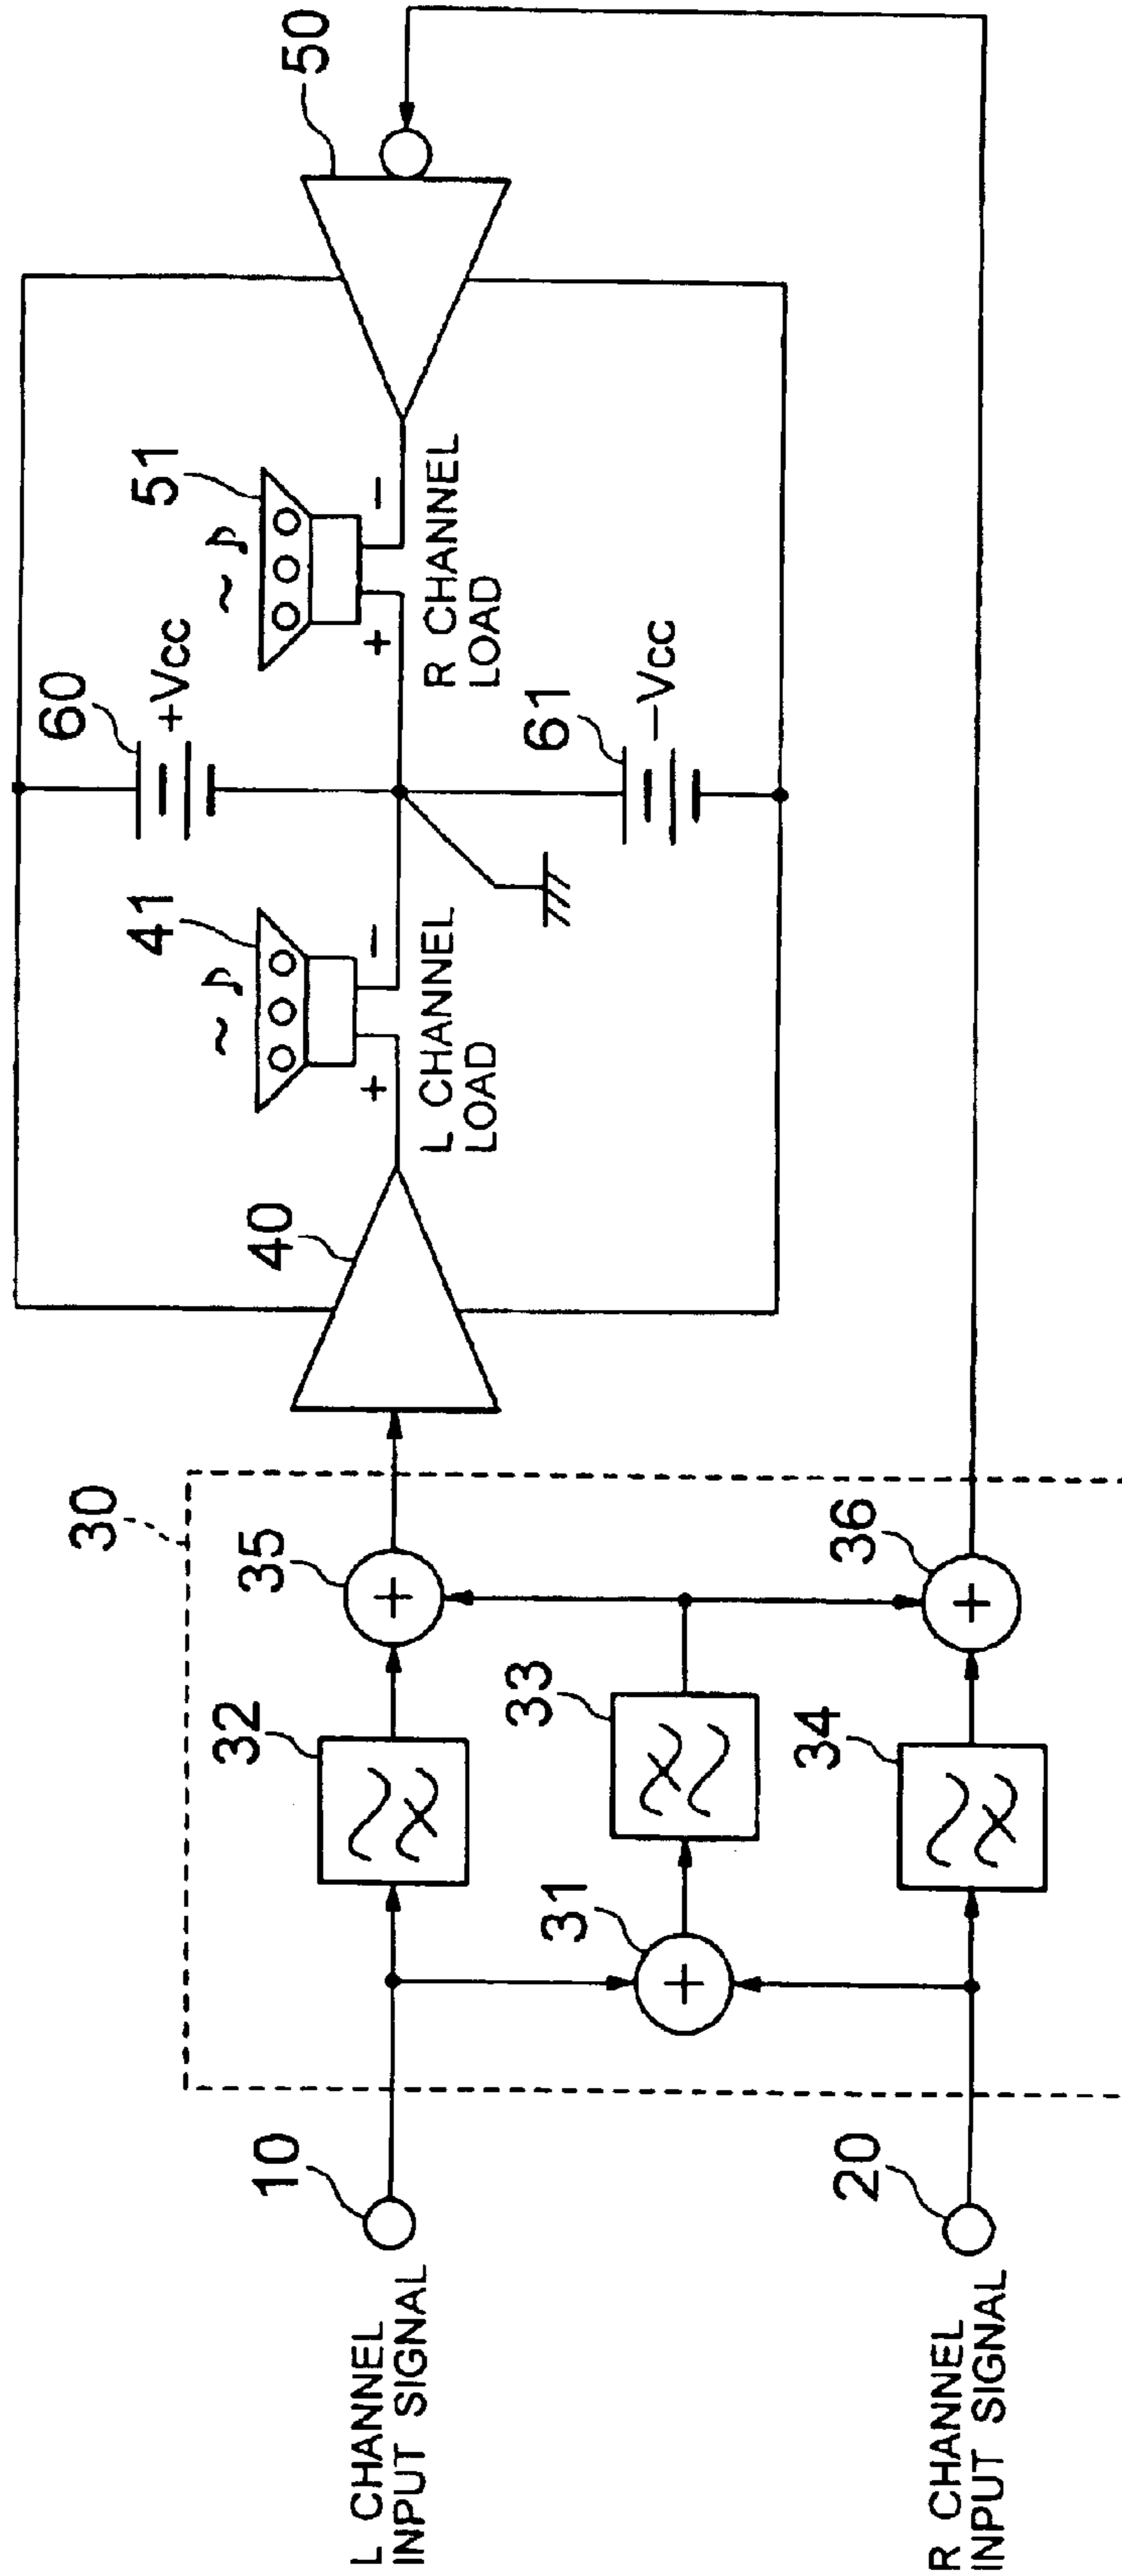 L CHANNEL
INPUT SIGNAL
10
R CHANNEL
INPUT SIGNAL
20
30
31
32
33
34
35
36
+
+
+
40
41
~♪
+
-
L CHANNEL
LOAD
60
+Vcc
61
-Vcc
51
~♪
+
-
R CHANNEL
LOAD
50